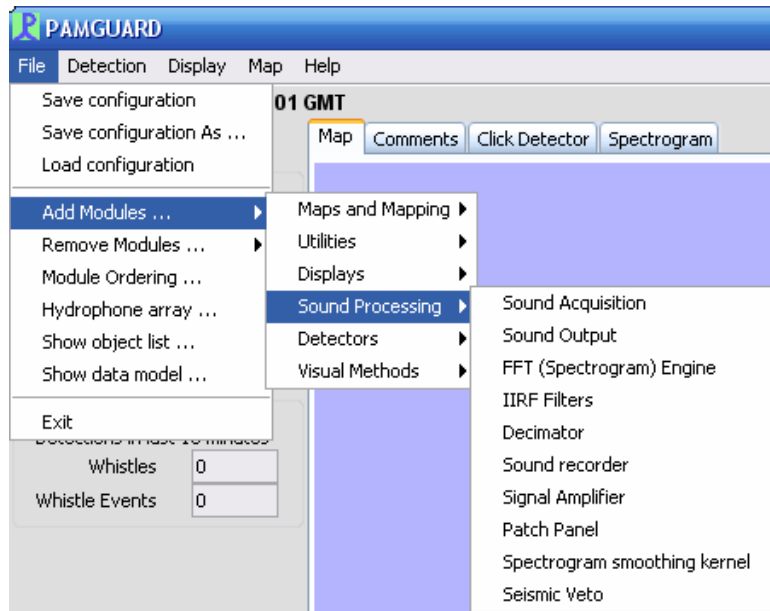 PAMGUARD
File Detection Display Map Help
01 GMT
Map Comments Click Detector Spectrogram
Save configuration
Save configuration As ...
Load configuration
Add Modules ...
Remove Modules ...
Module Ordering ...
Hydrophone array ...
Show object list ...
Show data model ...
Exit
Maps and Mapping
Utilities
Displays
Sound Processing
Detectors
Visual Methods
Sound Acquisition
Sound Output
FFT (Spectrogram) Engine
IIRF Filters
Decimator
Sound recorder
Signal Amplifier
Patch Panel
Spectrogram smoothing kernel
Seismic Veto
Whistles 0
Whistle Events 0